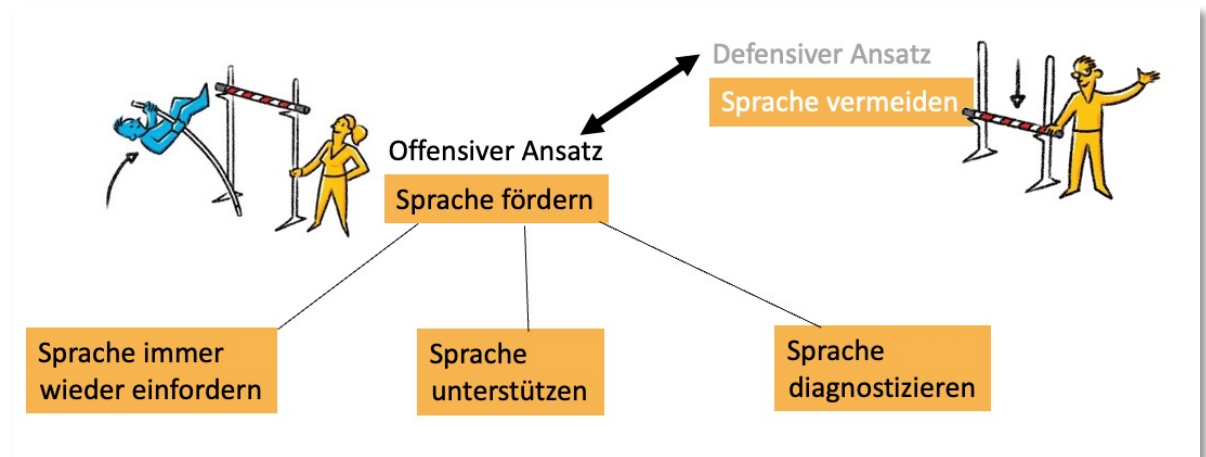 Defensiver Ansatz
Sprache vermeiden
Offensiver Ansatz
Sprache fördern
Sprache immer
wieder einfordern
Sprache
unterstützen
Sprache
diagnostizieren